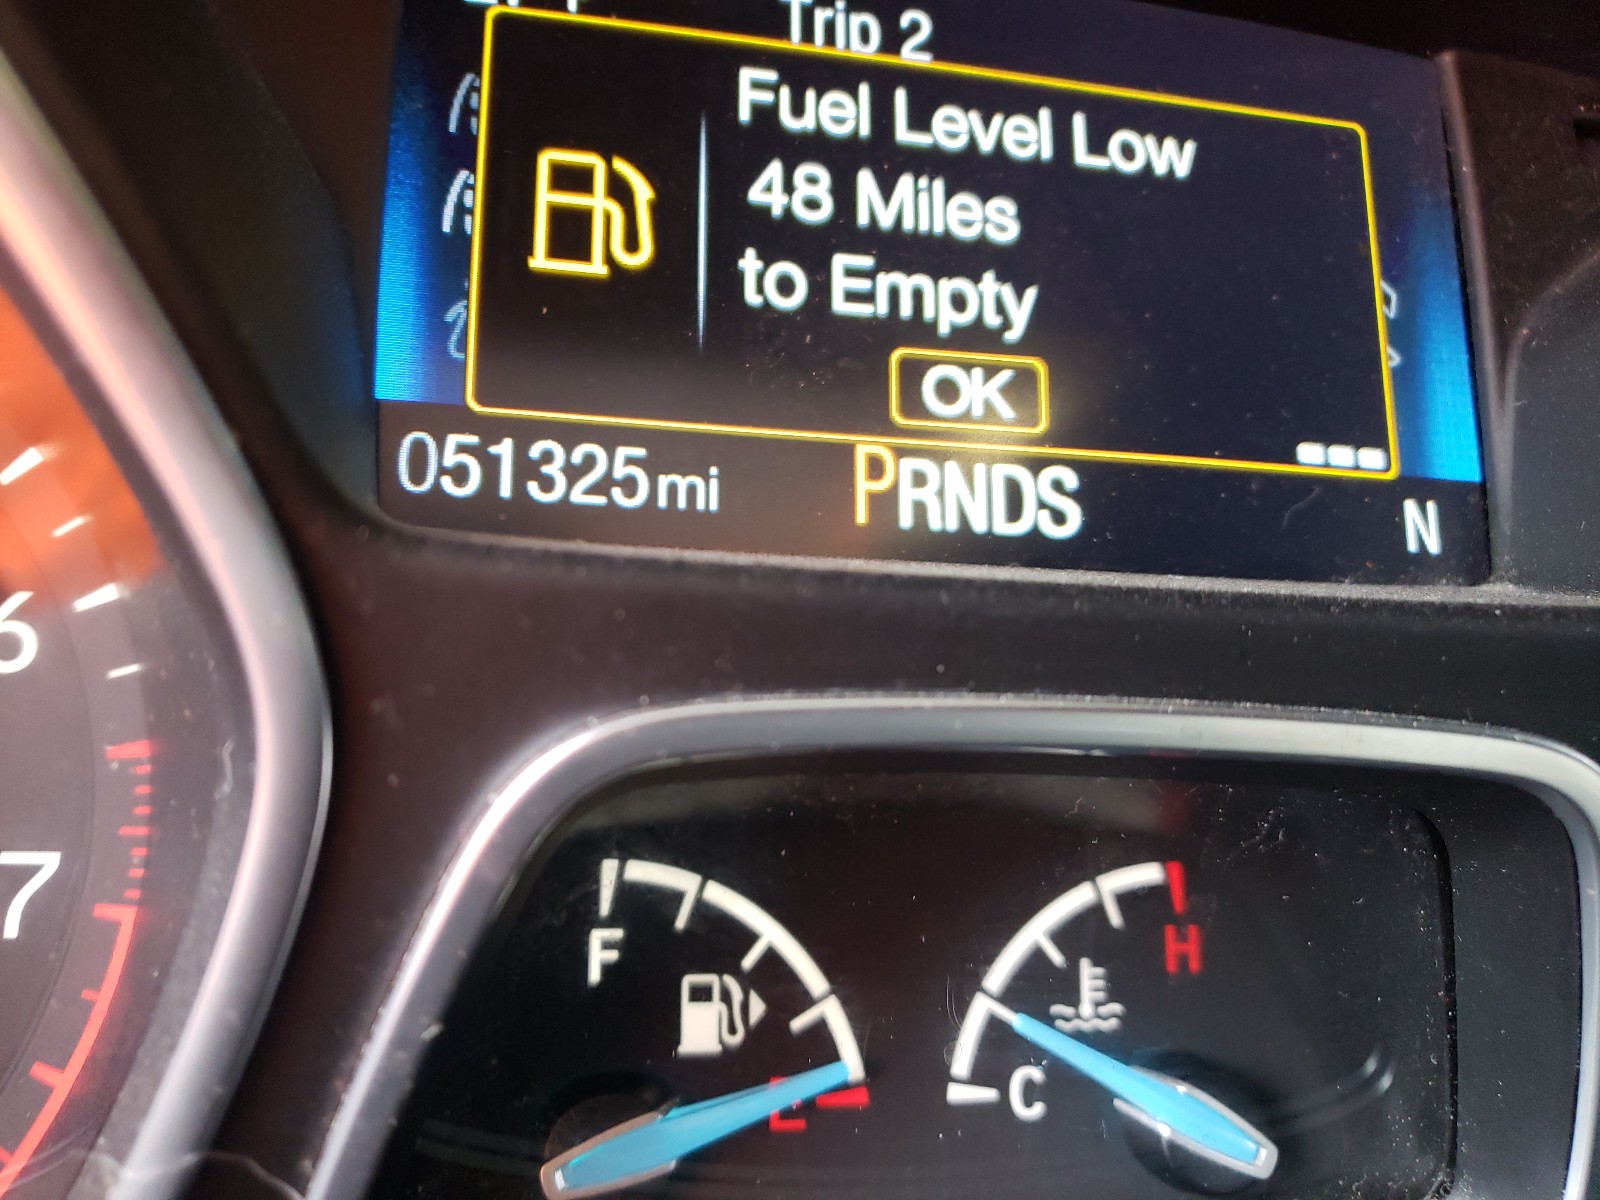 Trip 2
Fuel Level Low
48 Miles
to Empty
OK
051325mi PRNDS N
6
7
F
H
E
C